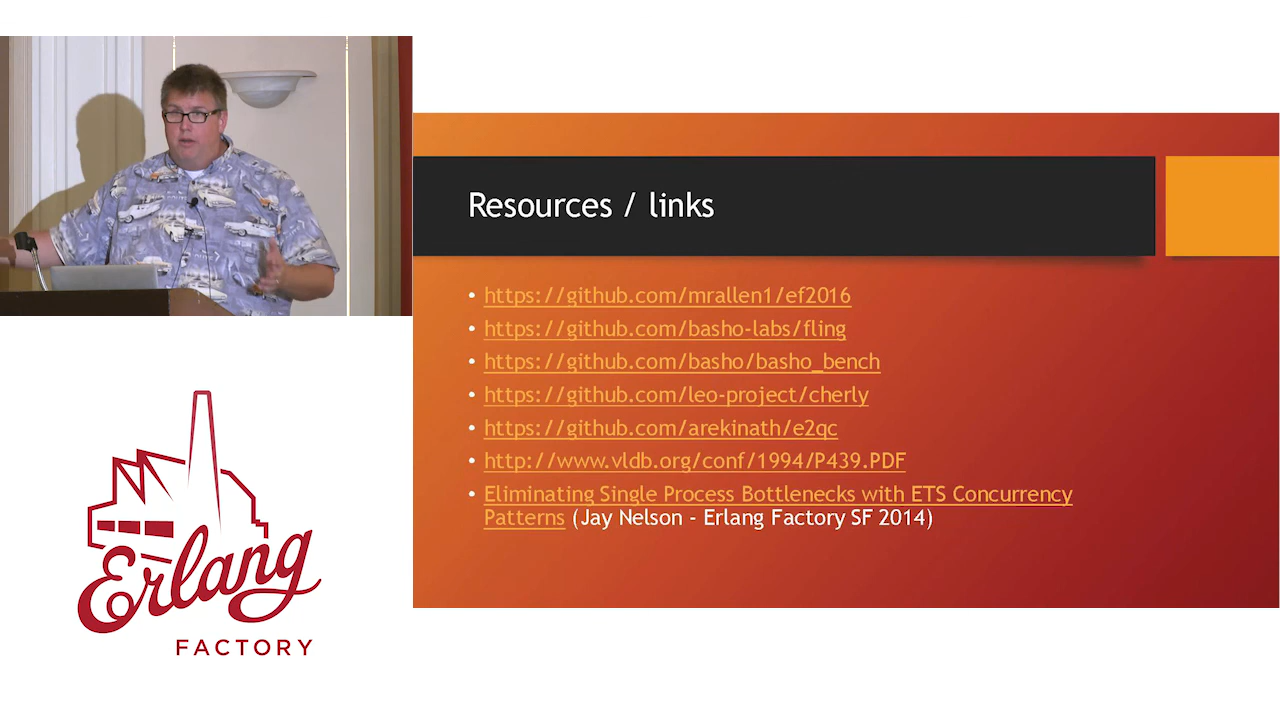 Resources / links
• https://github.com/mrallen1/ef2016
• https://github.com/basho-labs/fling
• https://github.com/basho/basho_bench
• https://github.com/leo-project/cherly
• https://github.com/arekinath/e2qc
• http://www.vldb.org/conf/1994/P439.PDF
• Eliminating Single Process Bottlenecks with ETS Concurrency
Patterns (Jay Nelson - Erlang Factory SF 2014)
Erlang
FACTORY